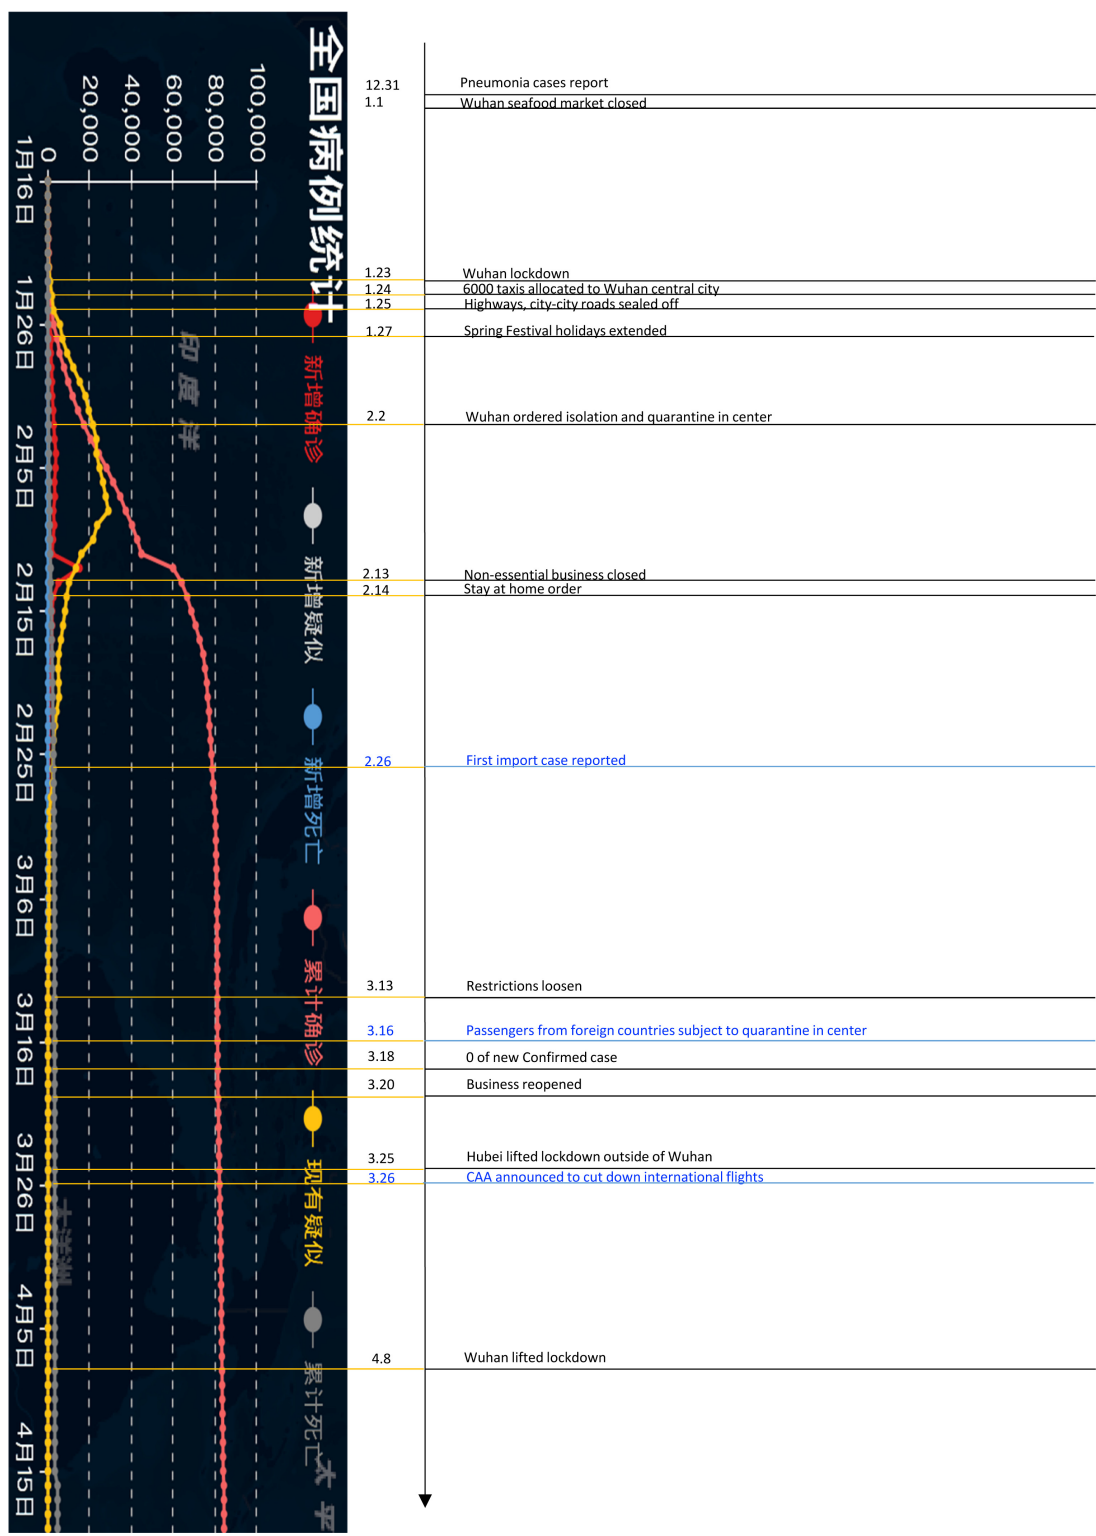 全国病例统计
100,000
80,000
60,000
40,000
20,000
0
1月16日
1月26日
2月5日
2月15日
2月25日
3月6日
3月16日
3月26日
4月5日
4月15日
新增确诊
新增疑似
新增死亡
累计确诊
现有疑似
累计死亡
印度洋
大洋洲
太平
12.31 Pneumonia cases report
1.1 Wuhan seafood market closed
1.23 Wuhan lockdown
1.24 6000 taxis allocated to Wuhan central city
1.25 Highways, city-city roads sealed off
1.27 Spring Festival holidays extended
2.2 Wuhan ordered isolation and quarantine in center
2.13 Non-essential business closed
2.14 Stay at home order
2.26 First import case reported
3.13 Restrictions loosen
3.16 Passengers from foreign countries subject to quarantine in center
3.18 0 of new Confirmed case
3.20 Business reopened
3.25 Hubei lifted lockdown outside of Wuhan
3.26 CAA announced to cut down international flights
4.8 Wuhan lifted lockdown